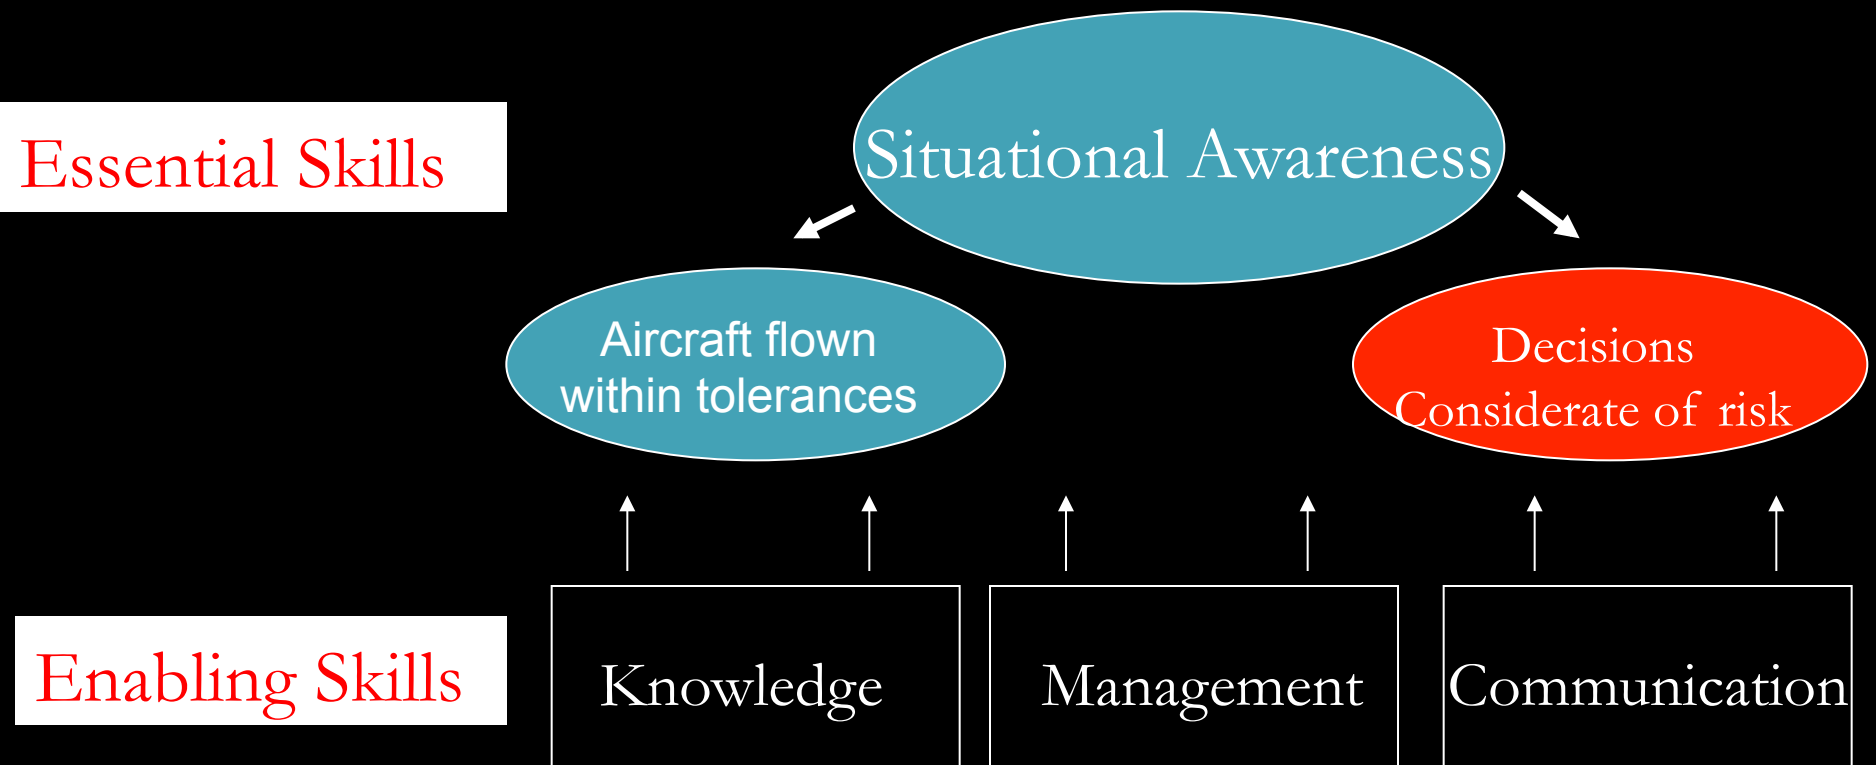 Essential Skills
Situational Awareness
Aircraft flown
within tolerances
Decisions
Considerate of risk
Enabling Skills
Knowledge
Management
Communication